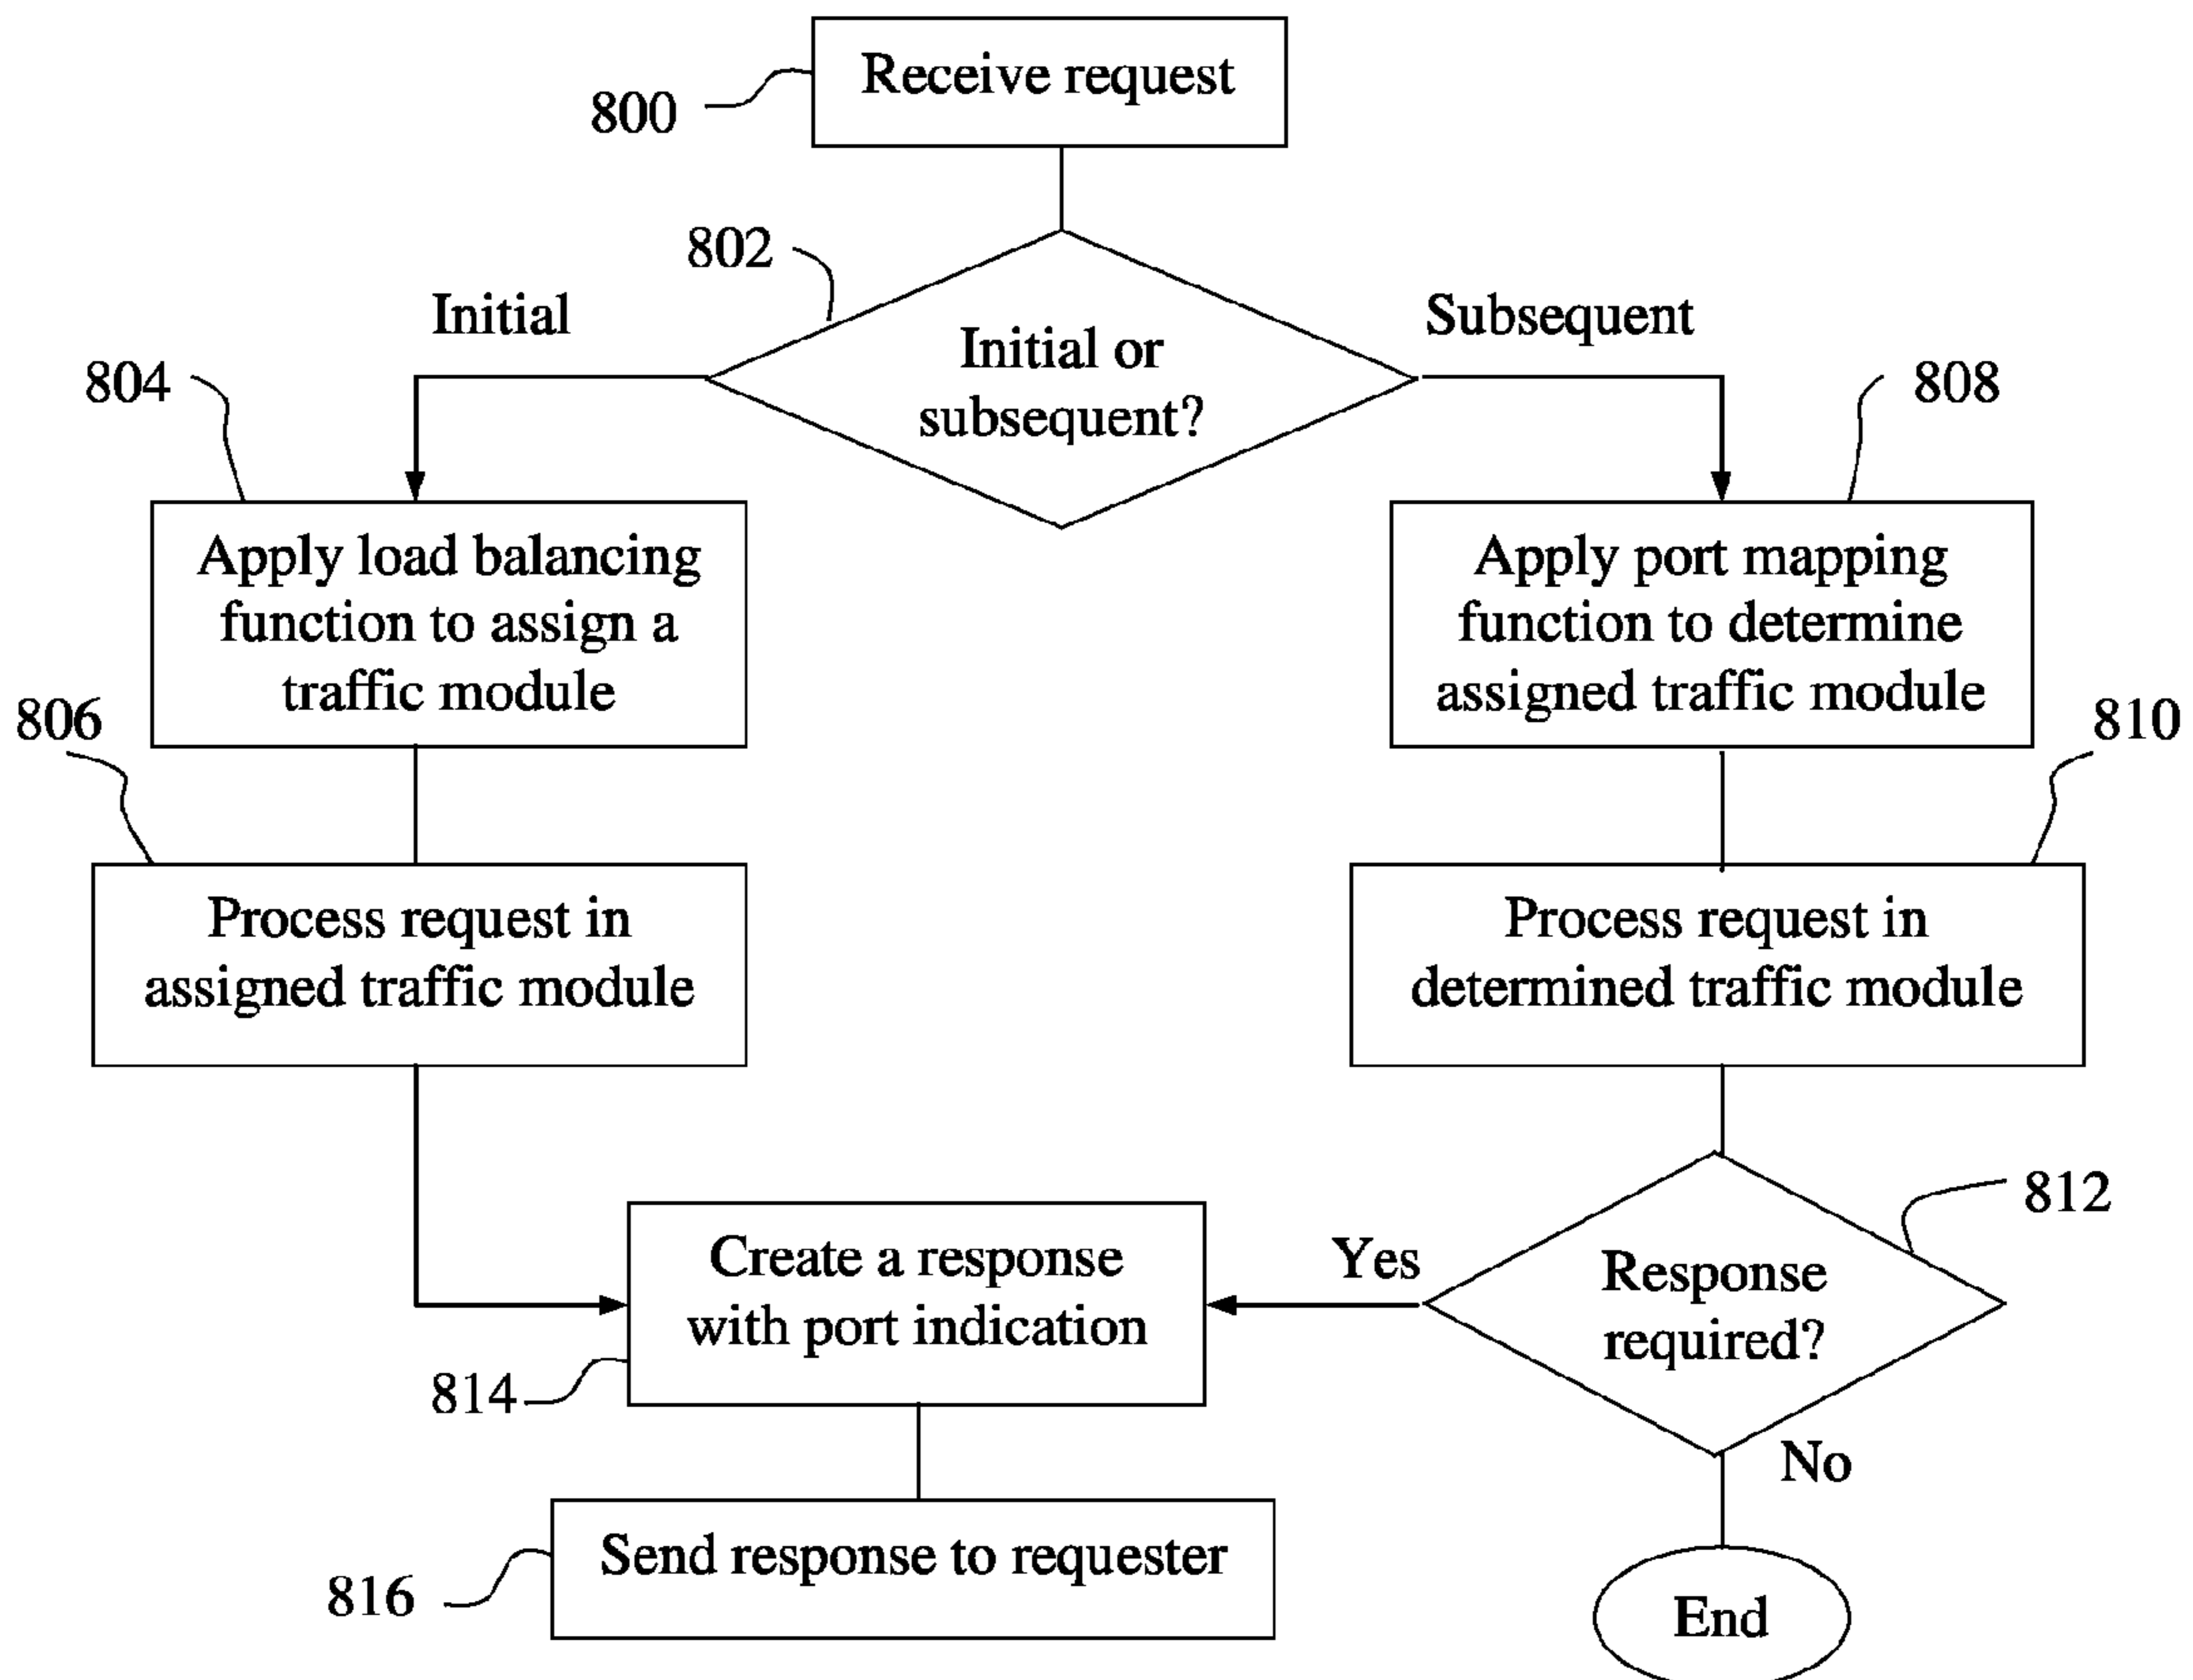 Receive request
800
802
Initial
Subsequent
Initial or
subsequent?
804
808
Apply load balancing
function to assign a
traffic module
Apply port mapping
function to determine
assigned traffic module
806
810
Process request in
assigned traffic module
Process request in
determined traffic module
812
Create a response
with port indication
Yes
Response
required?
814
No
Send response to requester
816
End